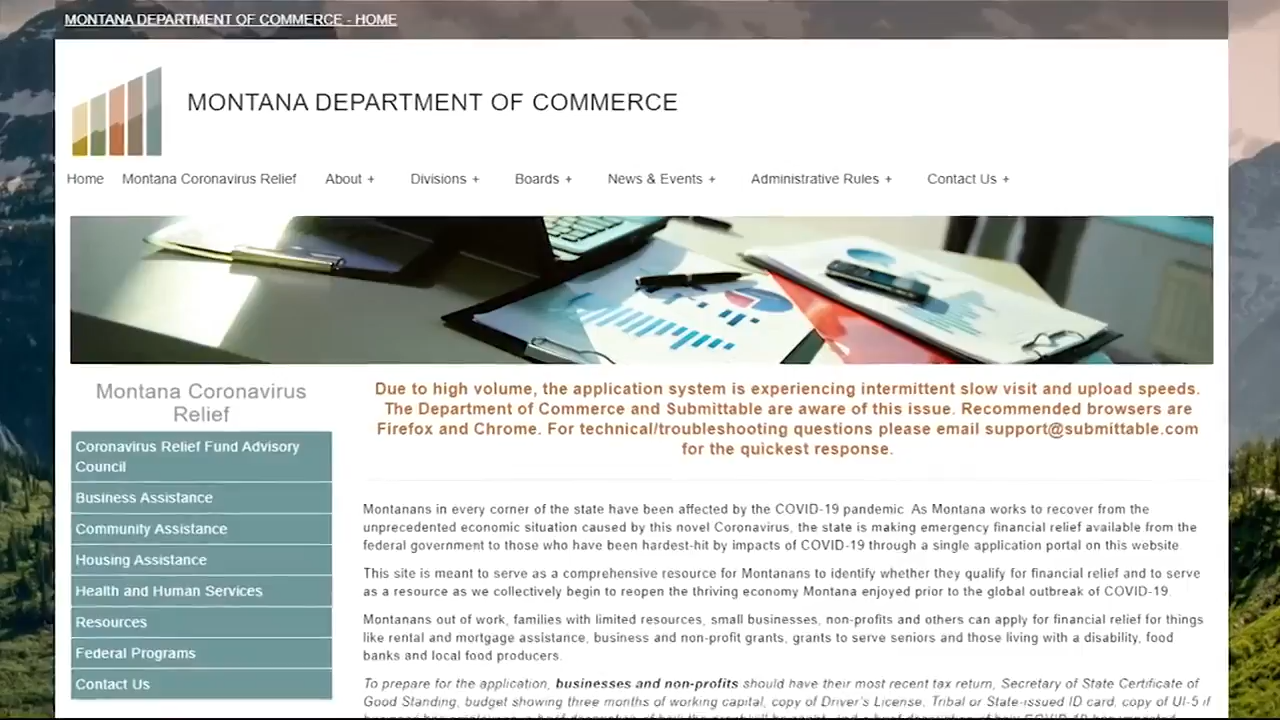 MONTANA DEPARTMENT OF COMMERCE - HOME
MONTANA DEPARTMENT OF COMMERCE
Home Montana Coronavirus Relief About + Divisions + Boards + News & Events + Administrative Rules + Contact Us +
Montana Coronavirus
Relief
Coronavirus Relief Fund Advisory
Council
Business Assistance
Community Assistance
Housing Assistance
Health and Human Services
Resources
Federal Programs
Contact Us
Due to high volume, the application system is experiencing intermittent slow visit and upload speeds.
The Department of Commerce and Submittable are aware of this issue. Recommended browsers are
Firefox and Chrome. For technical/troubleshooting questions please email support@submittable.com
for the quickest response.
Montanans in every corner of the state have been affected by the COVID-19 pandemic. As Montana works to recover from the
unprecedented economic situation caused by this novel Coronavirus, the state is making emergency financial relief available from the
federal government to those who have been hardest-hit by impacts of COVID-19 through a single application portal on this website
This site is meant to serve as a comprehensive resource for Montanans to identify whether they qualify for financial relief and to serve
as a resource as we collectively begin to reopen the thriving economy Montana enjoyed prior to the global outbreak of COVID-19.
Montanans out of work, families with limited resources, small businesses, non-profits and others can apply for financial relief for things
like rental and mortgage assistance, business and non-profit grants, grants to serve seniors and those living with a disability, food
banks and local food producers.
To prepare for the application, businesses and non-profits should have their most recent tax return, Secretary of State Certificate of
Good Standing, budget showing three months of working capital, copy of Driver's License, Tribal or State-issued ID card, copy of UI-5 if